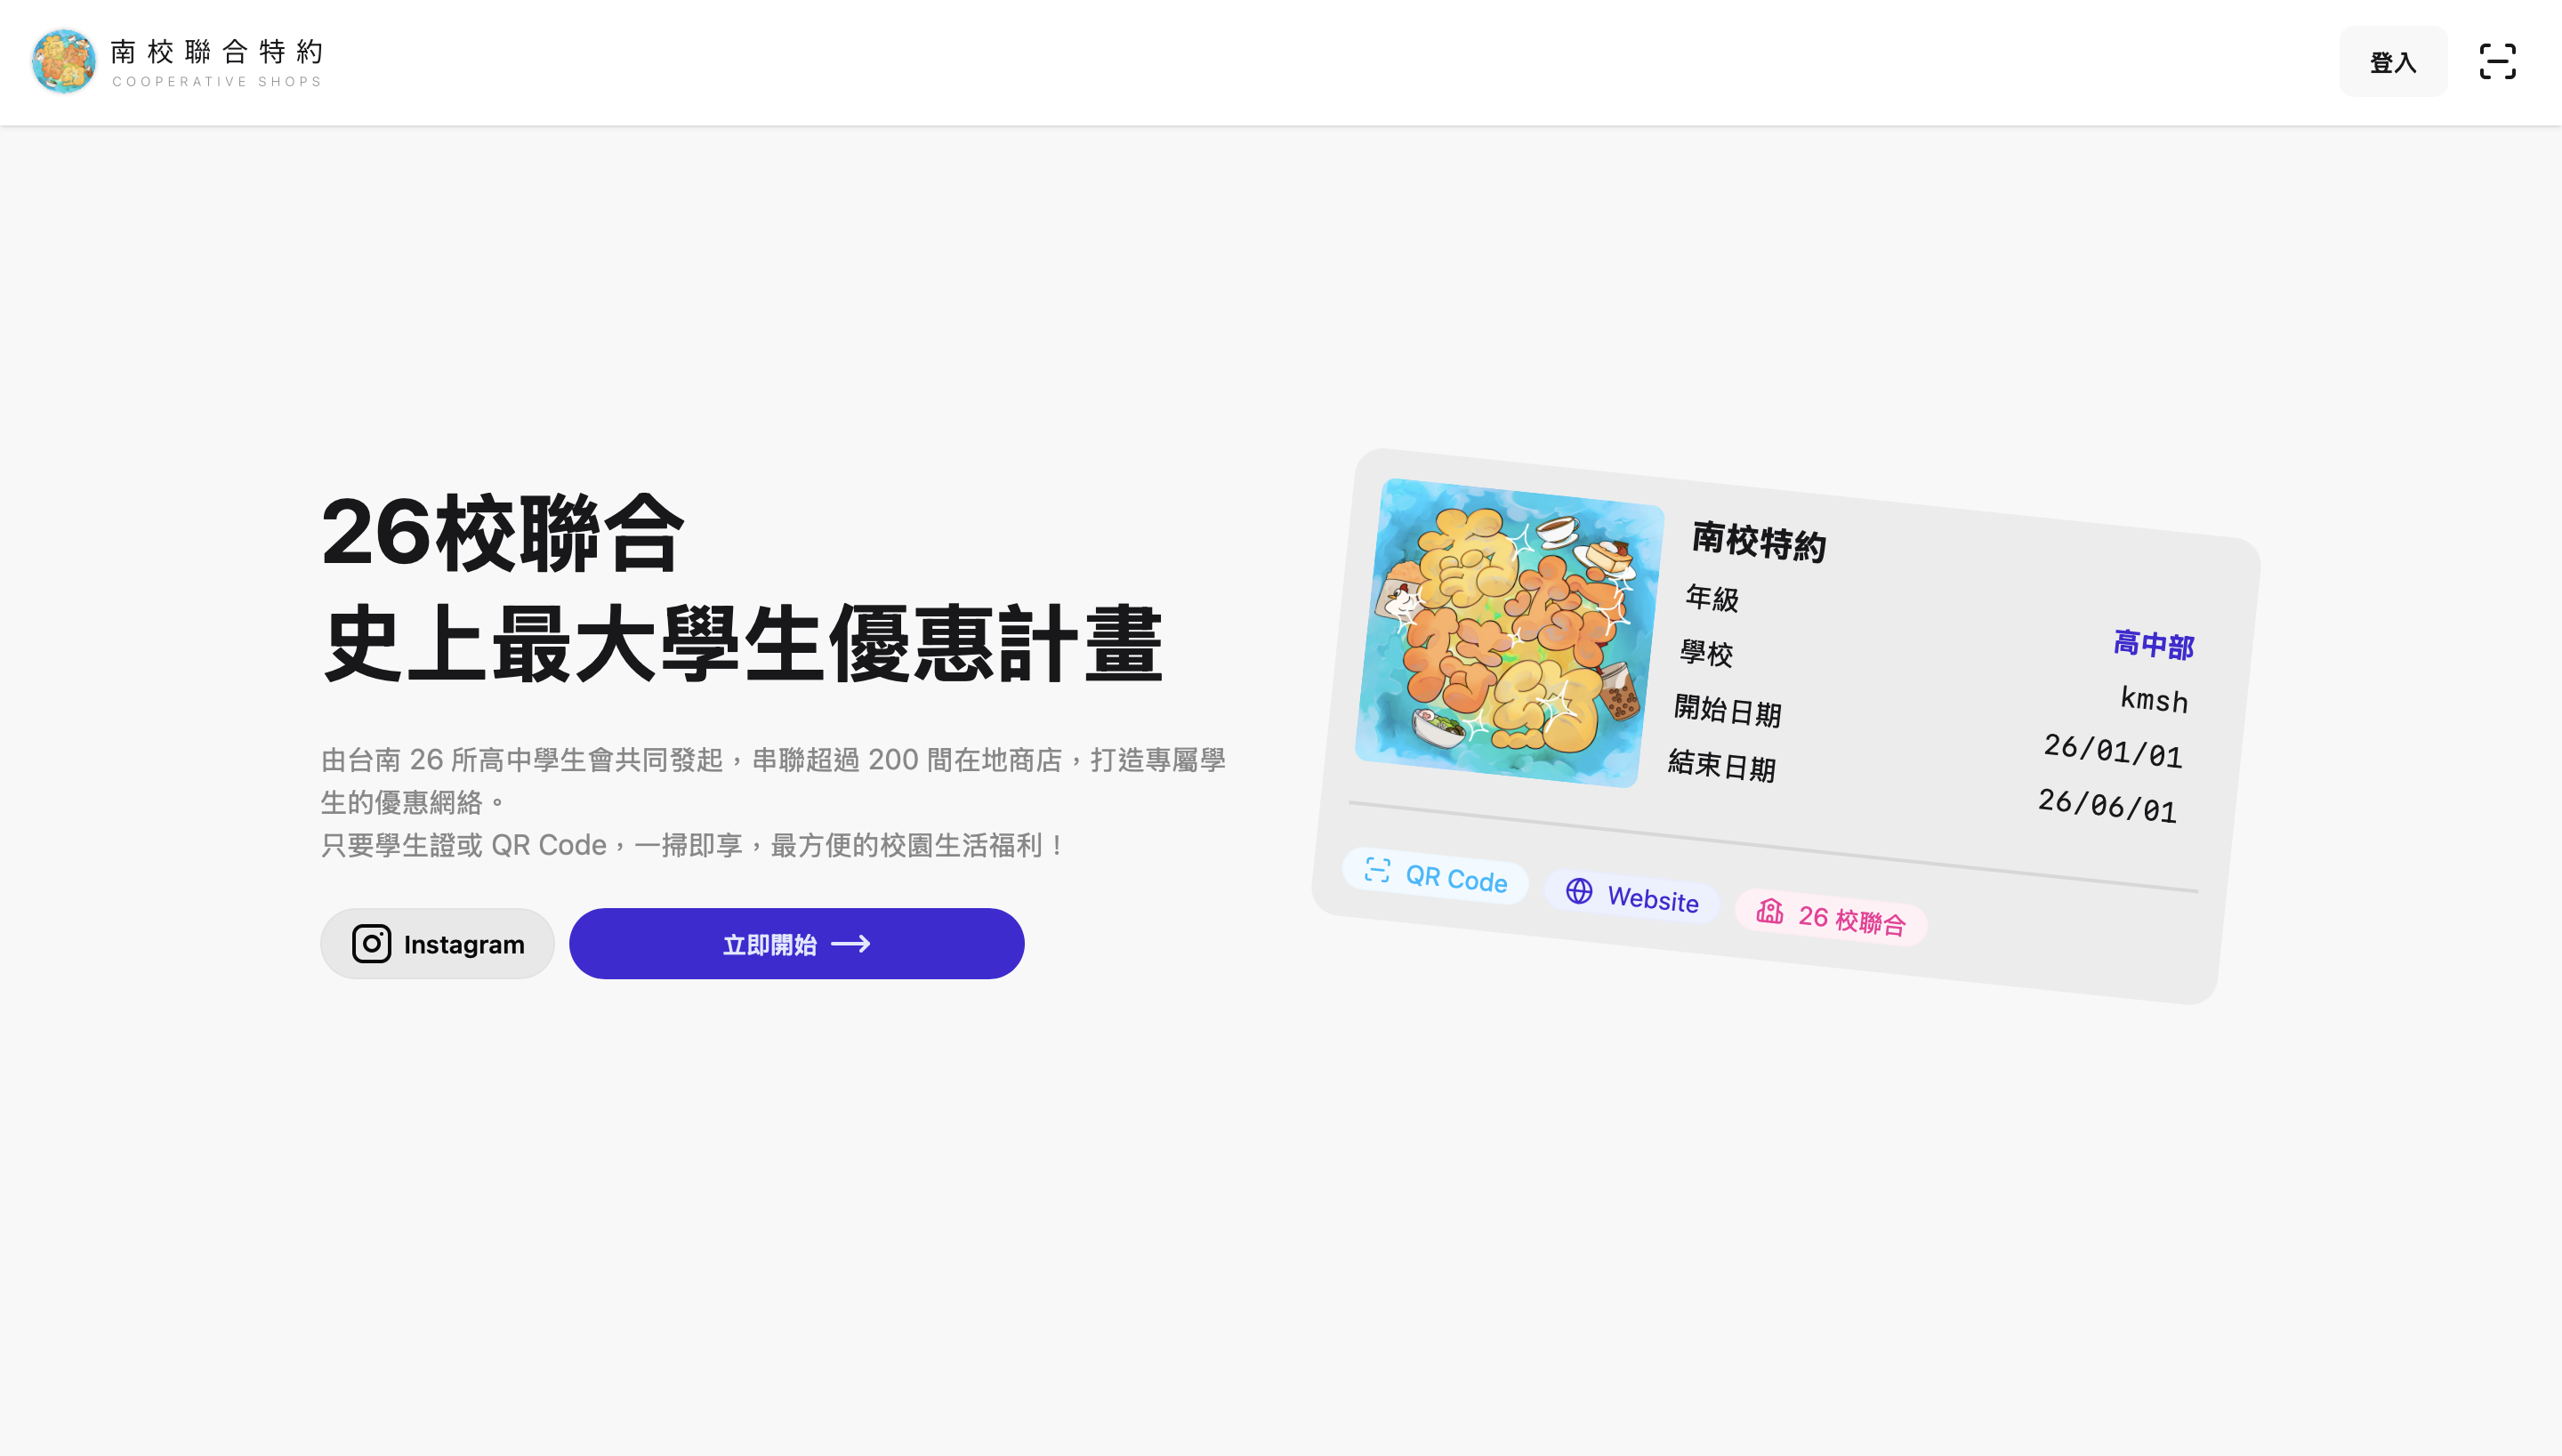 南校聯合特約
COOPERATIVE SHOPS
登入
26校聯合
史上最大學生優惠計畫
由台南 26 所高中學生會共同發起，串聯超過 200 間在地商店，打造專屬學
生的優惠網絡。
只要學生證或 QR Code，一掃即享，最方便的校園生活福利！
Instagram
立即開始
南校特約
南校特約
年級 高中部
學校 kmsh
開始日期 26/01/01
結束日期 26/06/01
QR Code
Website
26 校聯合